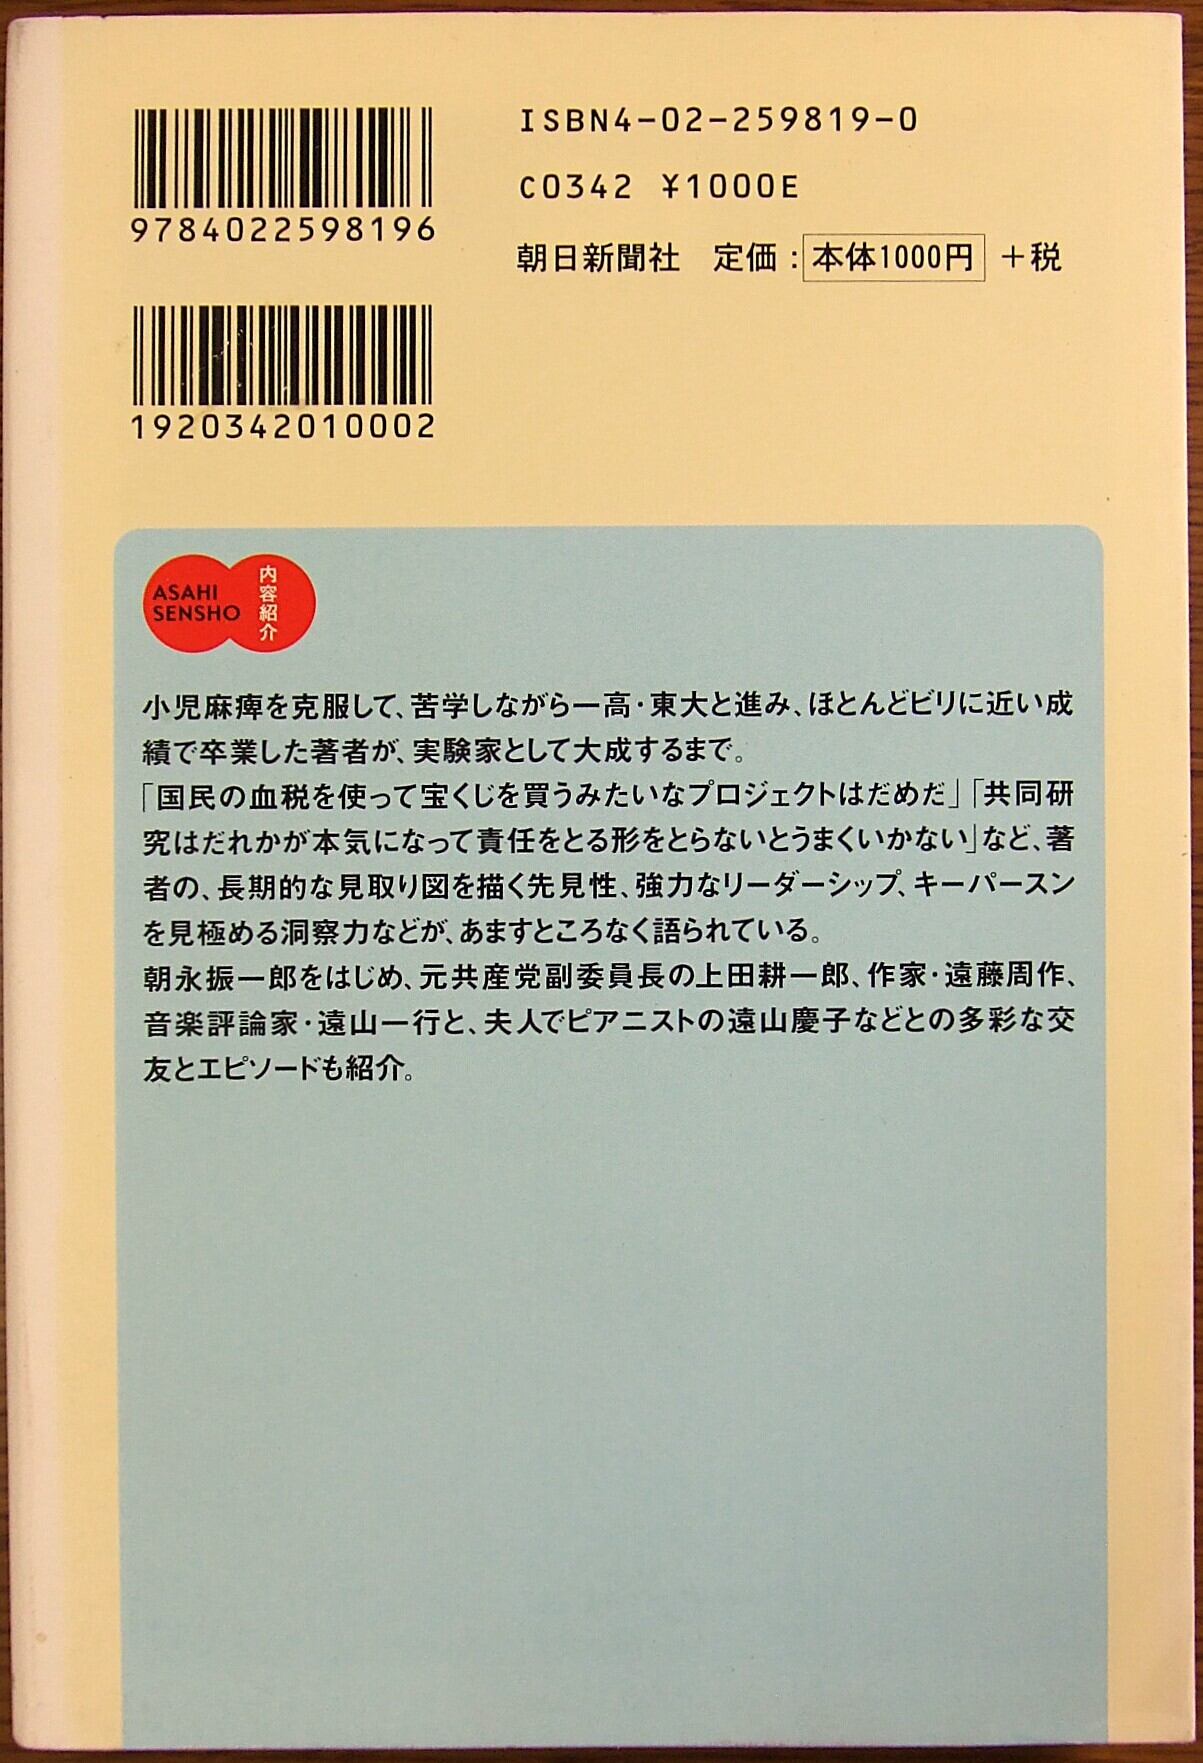 9784022598196
ISBN4-02-259819-0
C0342 ¥1000E
朝日新聞社 定価：本体1000円 ＋税
1920342010002
ASAHI
SENSHO
内容紹介
小児麻痺を克服して、苦学しながら一高・東大と進み、ほとんどビリに近い成
績で卒業した著者が、実験家として大成するまで。
「国民の血税を使って宝くじを買うみたいなプロジェクトはだめだ」「共同研
究はだれかが本気になって責任をとる形をとらないとうまくいかない」など、著
者の、長期的な見取り図を描く先見性、強力なリーダーシップ、キーパースン
を見極める洞察力などが、あますところなく語られている。
朝永振一郎をはじめ、元共産党副委員長の上田耕一郎、作家・遠藤周作、
音楽評論家・遠山一行と、夫人でピアニストの遠山慶子などとの多彩な交
友とエピソードも紹介。